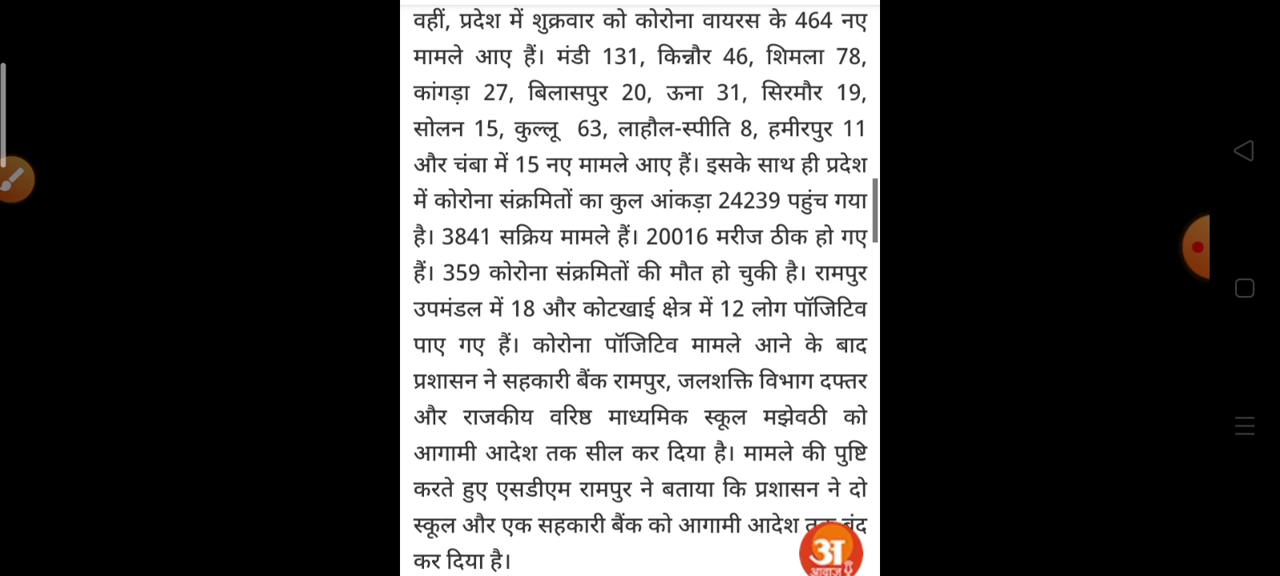 वहीं, प्रदेश में शुक्रवार को कोरोना वायरस के 464 नए
मामले आए हैं। मंडी 131, किन्नौर 46, शिमला 78,
कांगड़ा 27, बिलासपुर 20, ऊना 31, सिरमौर 19,
सोलन 15, कुल्लू 63, लाहौल-स्पीति 8, हमीरपुर 11
और चंबा में 15 नए मामले आए हैं। इसके साथ ही प्रदेश
में कोरोना संक्रमितों का कुल आंकड़ा 24239 पहुंच गया
है। 3841 सक्रिय मामले हैं। 20016 मरीज ठीक हो गए
हैं। 359 कोरोना संक्रमितों की मौत हो चुकी है। रामपुर
उपमंडल में 18 और कोटखाई क्षेत्र में 12 लोग पॉजिटिव
पाए गए हैं। कोरोना पॉजिटिव मामले आने के बाद
प्रशासन ने सहकारी बैंक रामपुर, जलशक्ति विभाग दफ्तर
और राजकीय वरिष्ठ माध्यमिक स्कूल मझेवठी को
आगामी आदेश तक सील कर दिया है। मामले की पुष्टि
करते हुए एसडीएम रामपुर ने बताया कि प्रशासन ने दो
स्कूल और एक सहकारी बैंक को आगामी आदेश तक बंद
कर दिया है।
अ
आवाज़